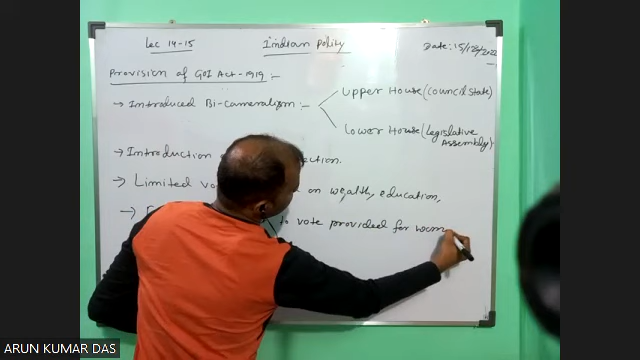 Lec 14-15 Indian Polity Date: 15/12/2022
Provision of GOI Act-1919:-
→ Introduced Bi-cameralism:- Upper House (Council State)
Lower House (Legislative Assembly)
→ Introduction ection.
→ Limited vo on wealth, education,
→ to vote provided for wom
ARUN KUMAR DAS